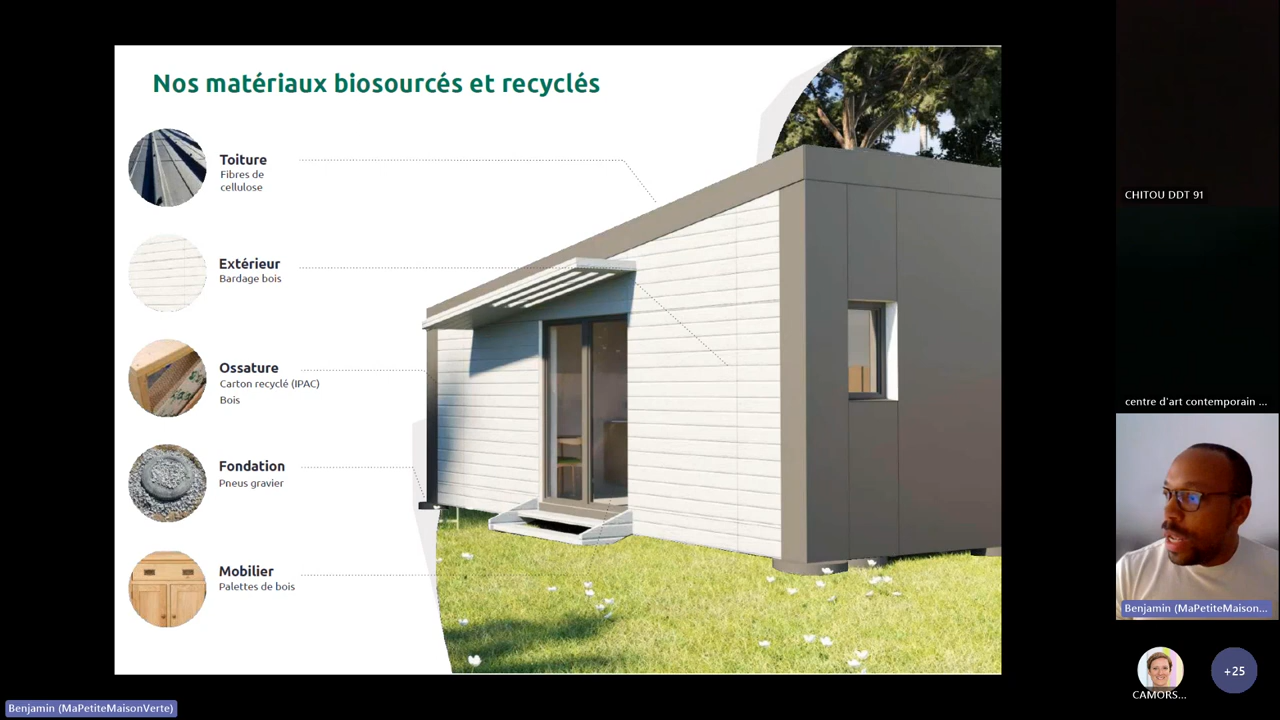 Nos matériaux biosourcés et recyclés
Toiture
Fibres de
cellulose
Extérieur
Bardage bois
Ossature
Carton recyclé (IPAC)
Bois
Fondation
Pneus gravier
Mobilier
Palettes de bois
CHITOU DDT 91
centre d'art contemporain ...
Benjamin (MaPetiteMaison...
CAMORS...
+25
Benjamin (MaPetiteMaisonVerte)